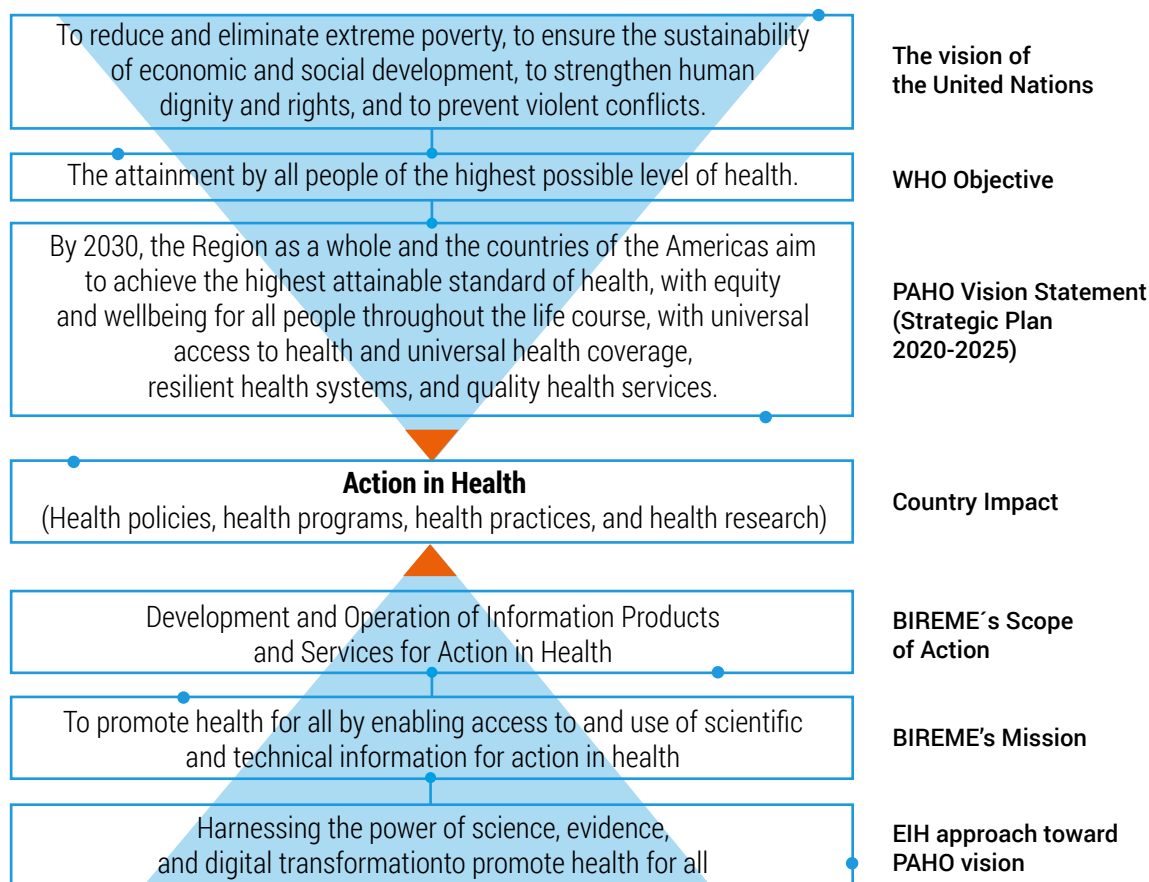 To reduce and eliminate extreme poverty, to ensure the sustainability
of economic and social development, to strengthen human
dignity and rights, and to prevent violent conflicts.
The vision of
the United Nations
The attainment by all people of the highest possible level of health.
WHO Objective
By 2030, the Region as a whole and the countries of the Americas aim
to achieve the highest attainable standard of health, with equity
and wellbeing for all people throughout the life course, with universal
access to health and universal health coverage,
resilient health systems, and quality health services.
PAHO Vision Statement
(Strategic Plan
2020-2025)
Action in Health
(Health policies, health programs, health practices, and health research)
Country Impact
Development and Operation of Information Products
and Services for Action in Health
BIREME´s Scope
of Action
To promote health for all by enabling access to and use of scientific
and technical information for action in health
BIREME’s Mission
Harnessing the power of science, evidence,
and digital transformationto promote health for all
EIH approach toward
PAHO vision